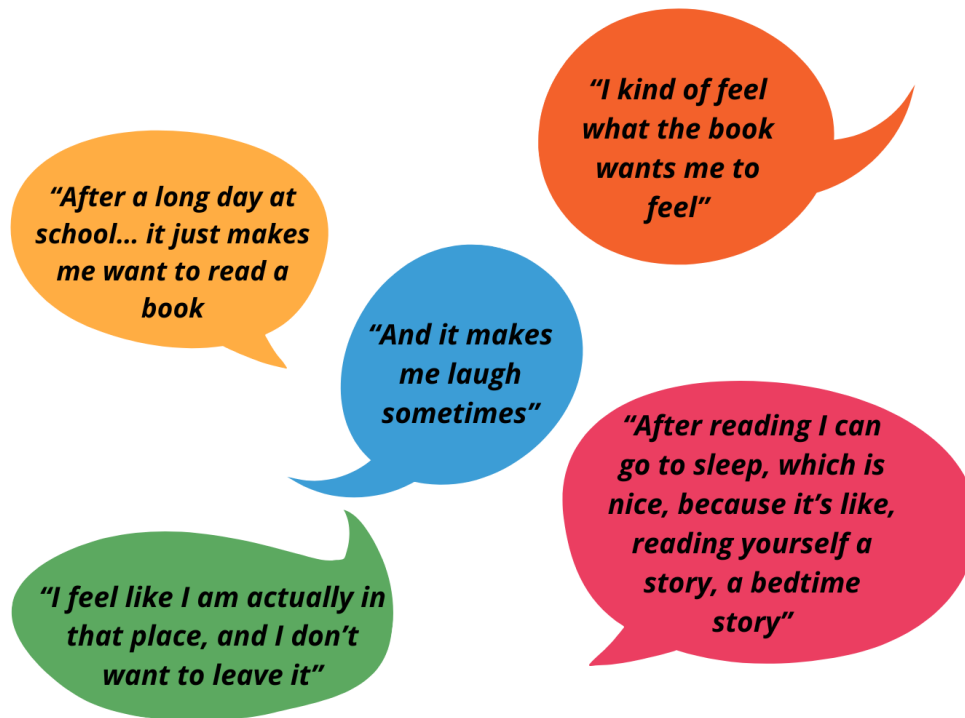 “I kind of feel
what the book
wants me to
feel”
“After a long day at
school... it just makes
me want to read a
book
“And it makes
me laugh
sometimes”
“After reading I can
go to sleep, which is
nice, because it’s like,
reading yourself a
story, a bedtime
story”
“I feel like I am actually in
that place, and I don’t
want to leave it”